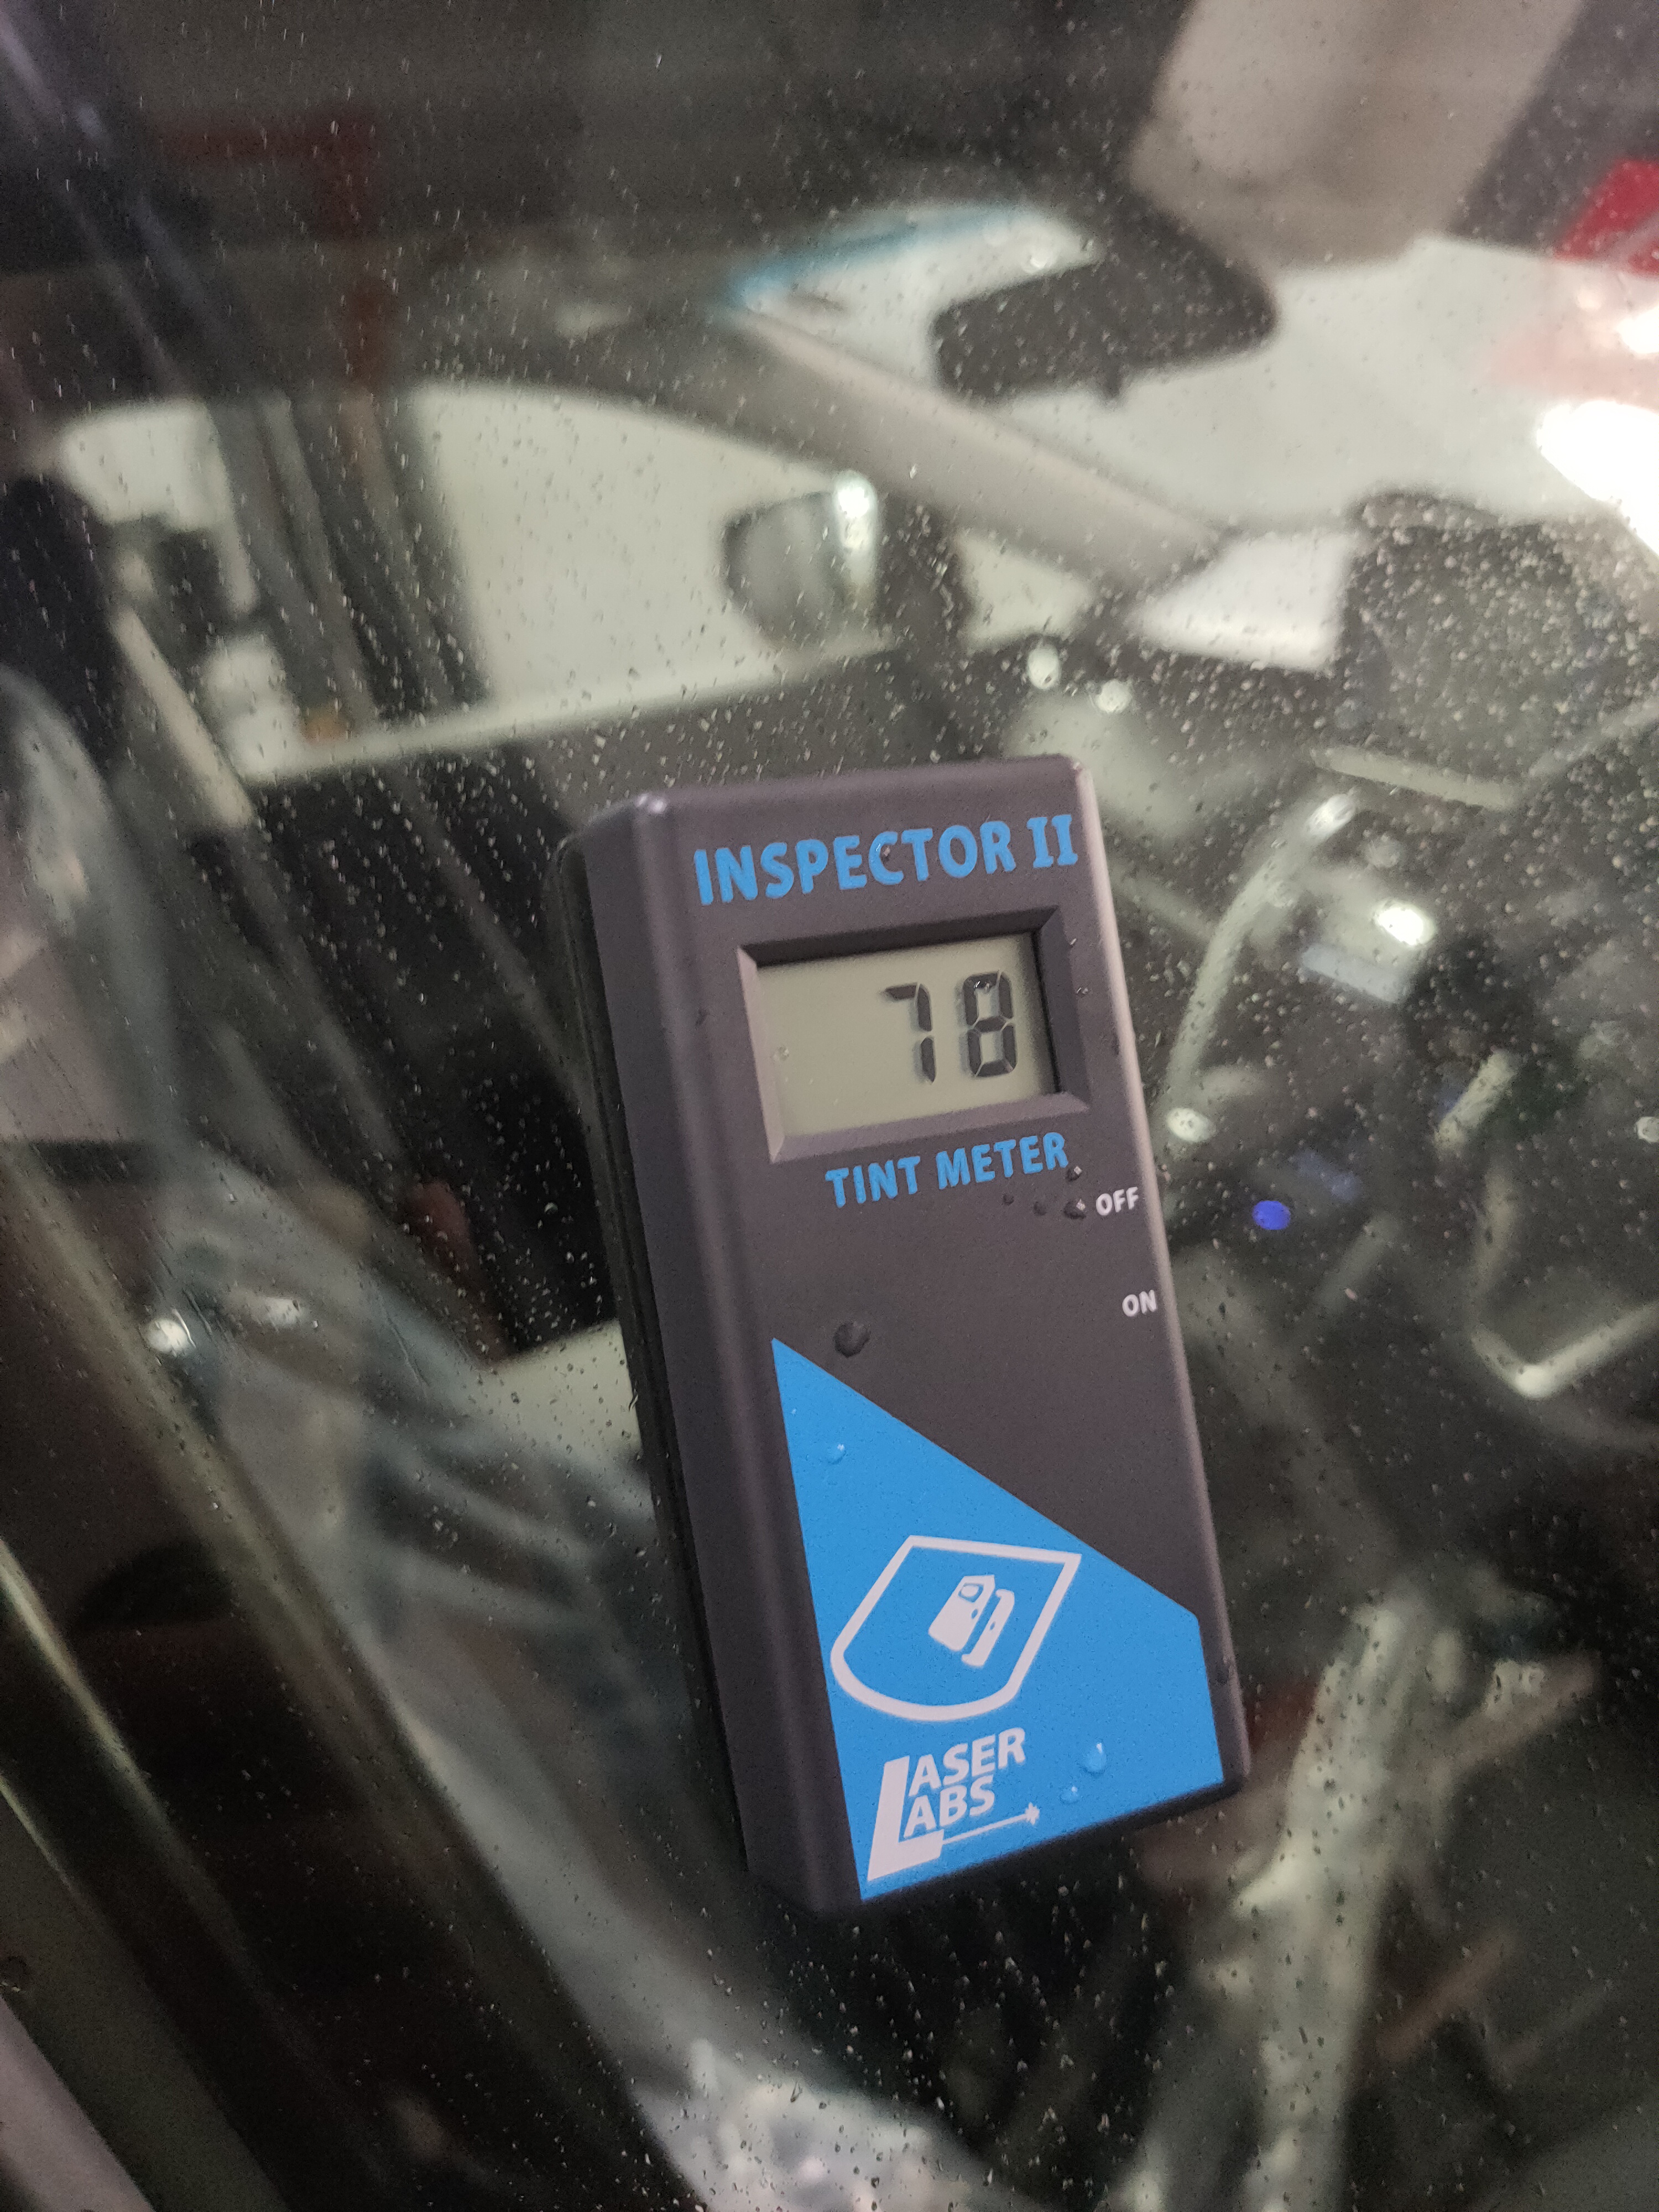 INSPECTOR II
78
TINT METER
OFF
ON
LASER
LABS